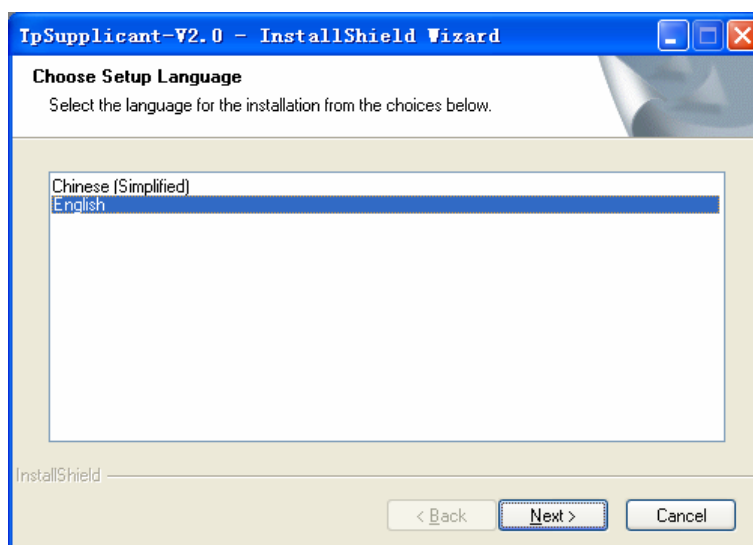 TpSupplicant-V2.0 - InstallShield Wizard
Choose Setup Language
Select the language for the installation from the choices below.
Chinese (Simplified)
English
InstallShield
< Back Next > Cancel